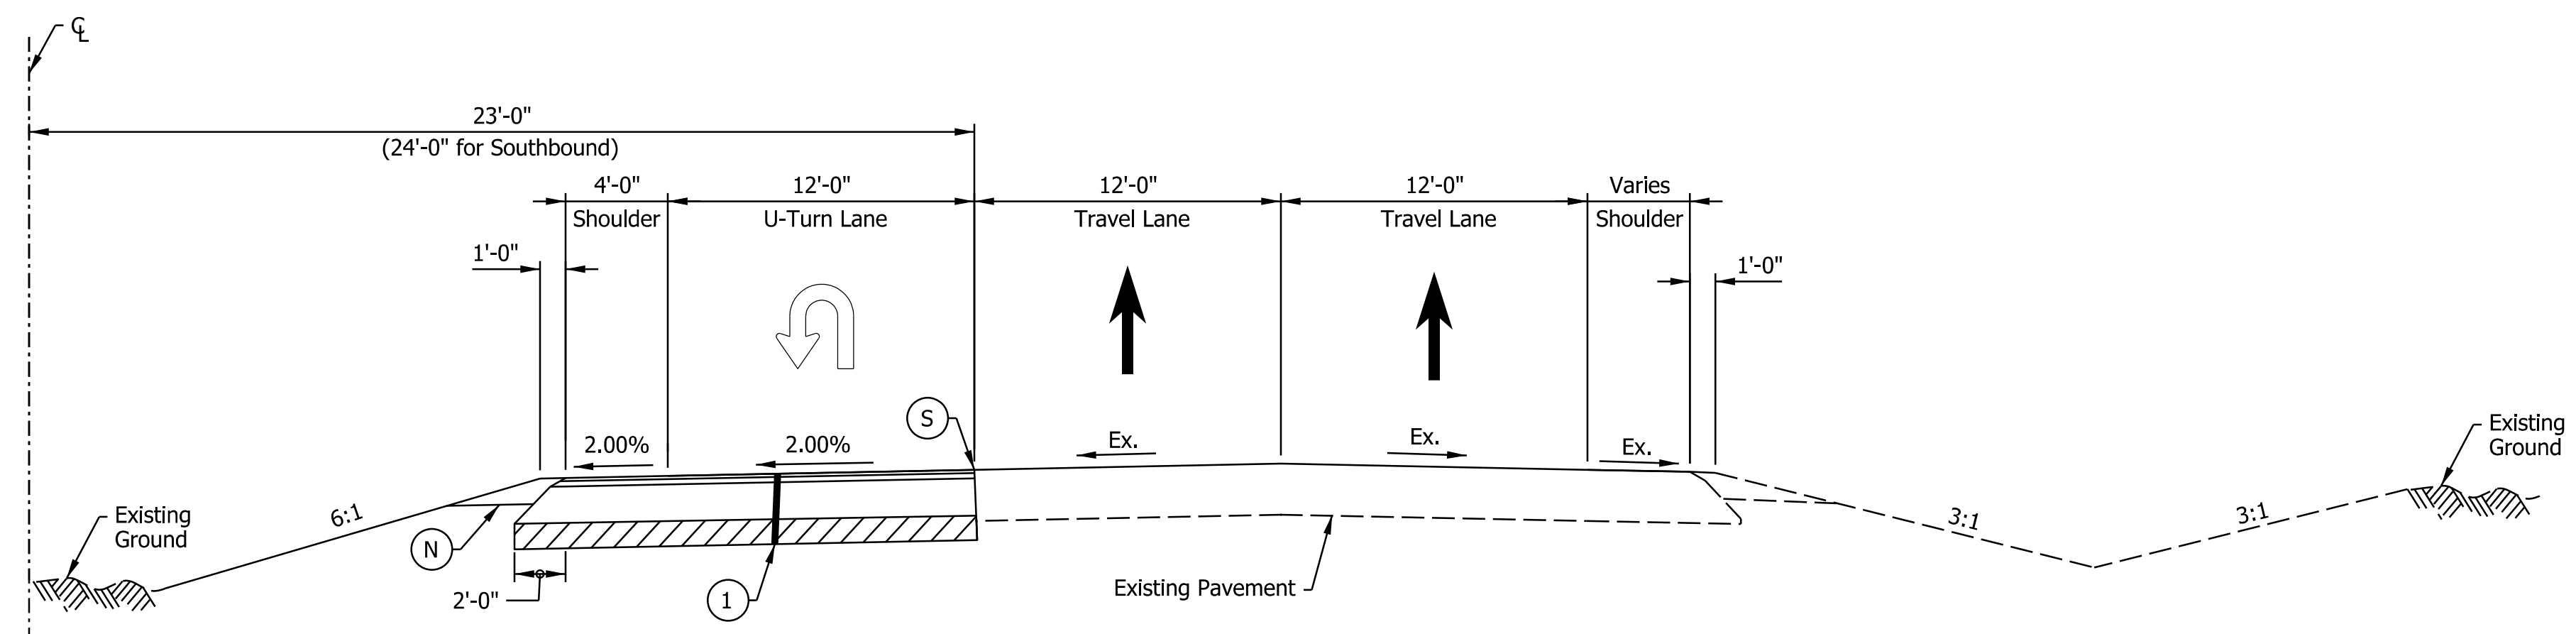 ℄
23'-0"
(24'-0" for Southbound)
4'-0"
12'-0"
12'-0"
12'-0"
Varies
Shoulder
U-Turn Lane
Travel Lane
Travel Lane
Shoulder
1'-0"
1'-0"
S
2.00%
2.00%
Ex.
Ex.
Ex.
Existing
Ground
6:1
Existing
Ground
3:1
3:1
N
Existing Pavement
2'-0"
1